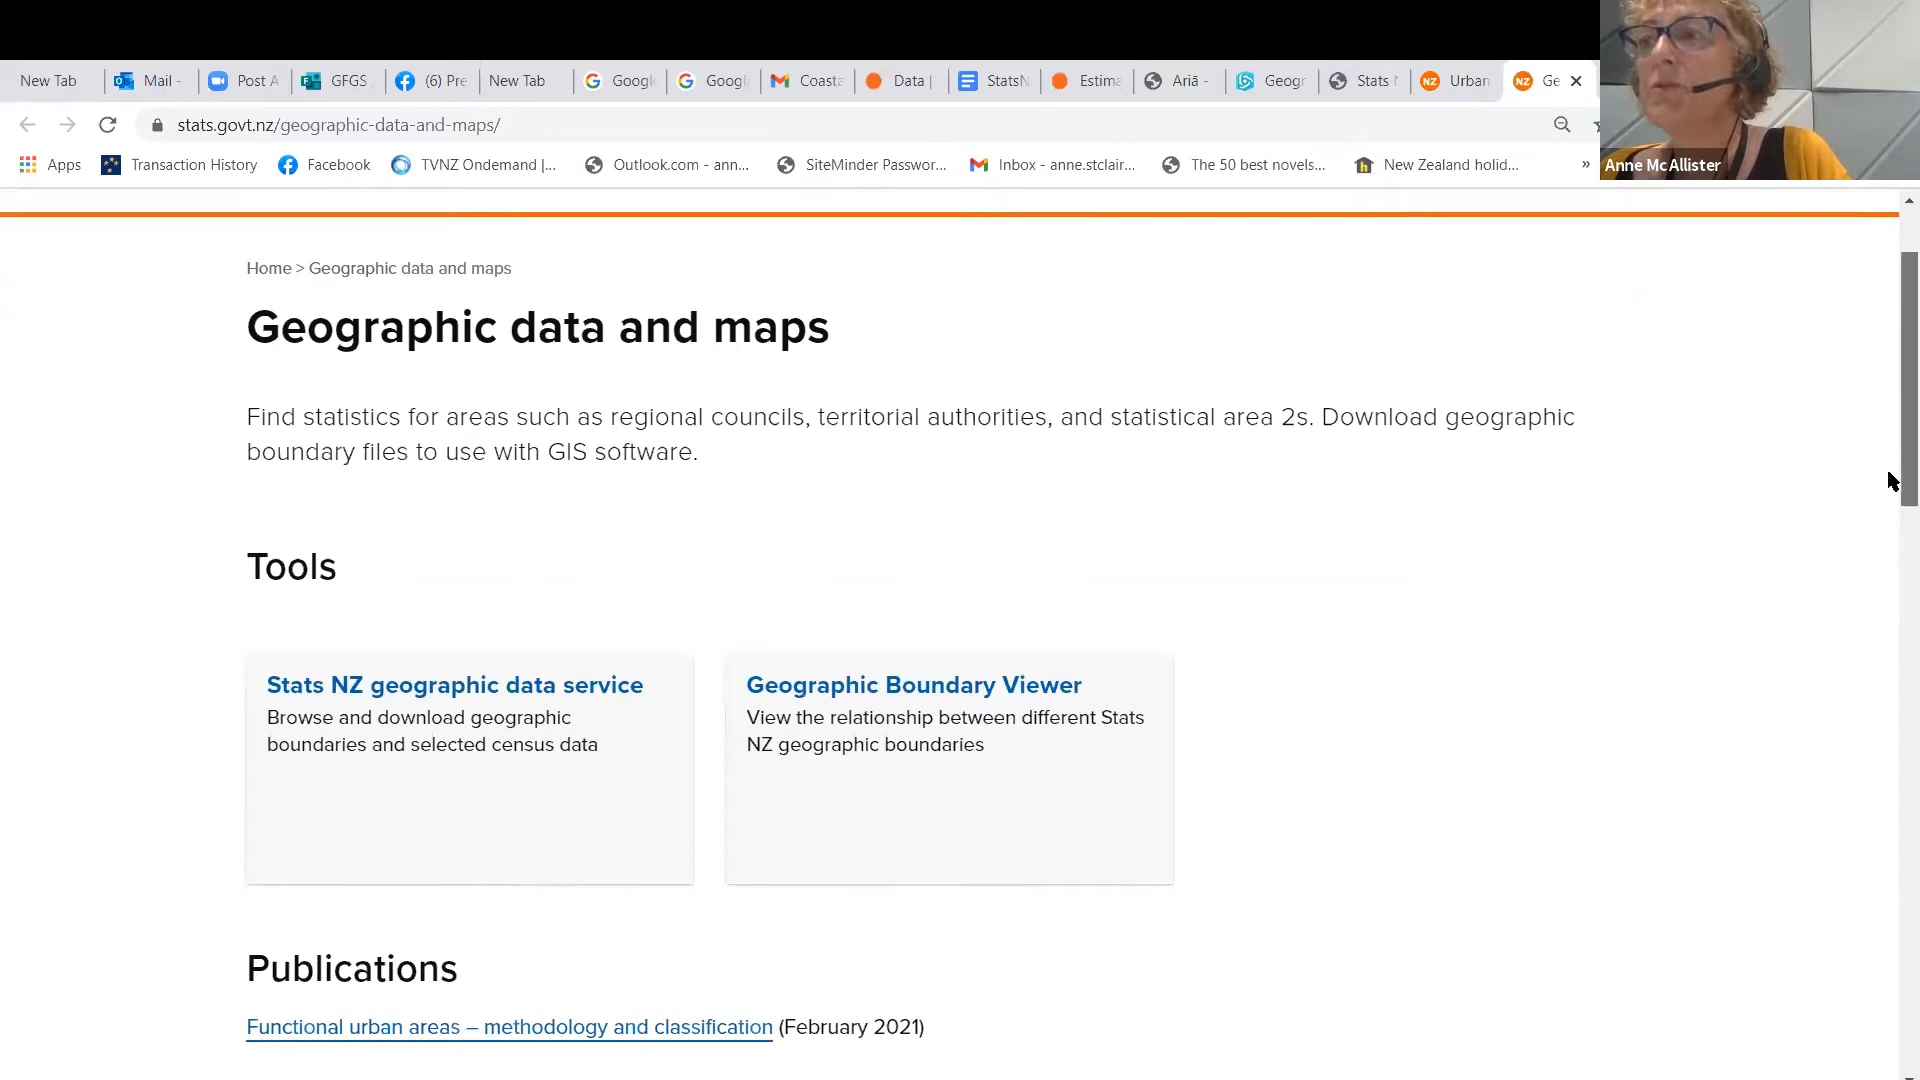 New Tab
Mail -
Post A
GFGS
(6) Pre
New Tab
Googl
Googl
Coasta
Data |
StatsN
Estima
Ariā -
Geogr
Stats N
Urban
Ge
stats.govt.nz/geographic-data-and-maps/
Apps
Transaction History
Facebook
TVNZ Ondemand |...
Outlook.com - ann...
SiteMinder Passwor...
Inbox - anne.stclair...
The 50 best novels...
New Zealand holid...
»
Anne Mc Allister
Home > Geographic data and maps
Geographic data and maps
Find statistics for areas such as regional councils, territorial authorities, and statistical area 2s. Download geographic
boundary files to use with GIS software.
Tools
Stats NZ geographic data service
Browse and download geographic
boundaries and selected census data
Geographic Boundary Viewer
View the relationship between different Stats
NZ geographic boundaries
Publications
Functional urban areas – methodology and classification (February 2021)